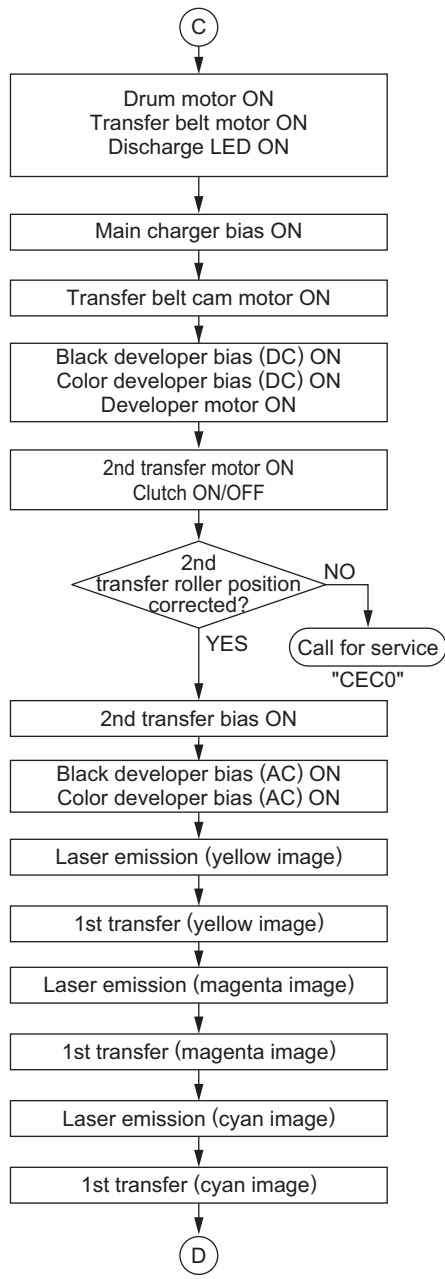 C
Drum motor ON
Transfer belt motor ON
Discharge LED ON
Main charger bias ON
Transfer belt cam motor ON
Black developer bias (DC) ON
Color developer bias (DC) ON
Developer motor ON
2nd transfer motor ON
Clutch ON/OFF
2nd
transfer roller position
corrected?
NO
YES
Call for service
"CEC0"
2nd transfer bias ON
Black developer bias (AC) ON
Color developer bias (AC) ON
Laser emission (yellow image)
1st transfer (yellow image)
Laser emission (magenta image)
1st transfer (magenta image)
Laser emission (cyan image)
1st transfer (cyan image)
D